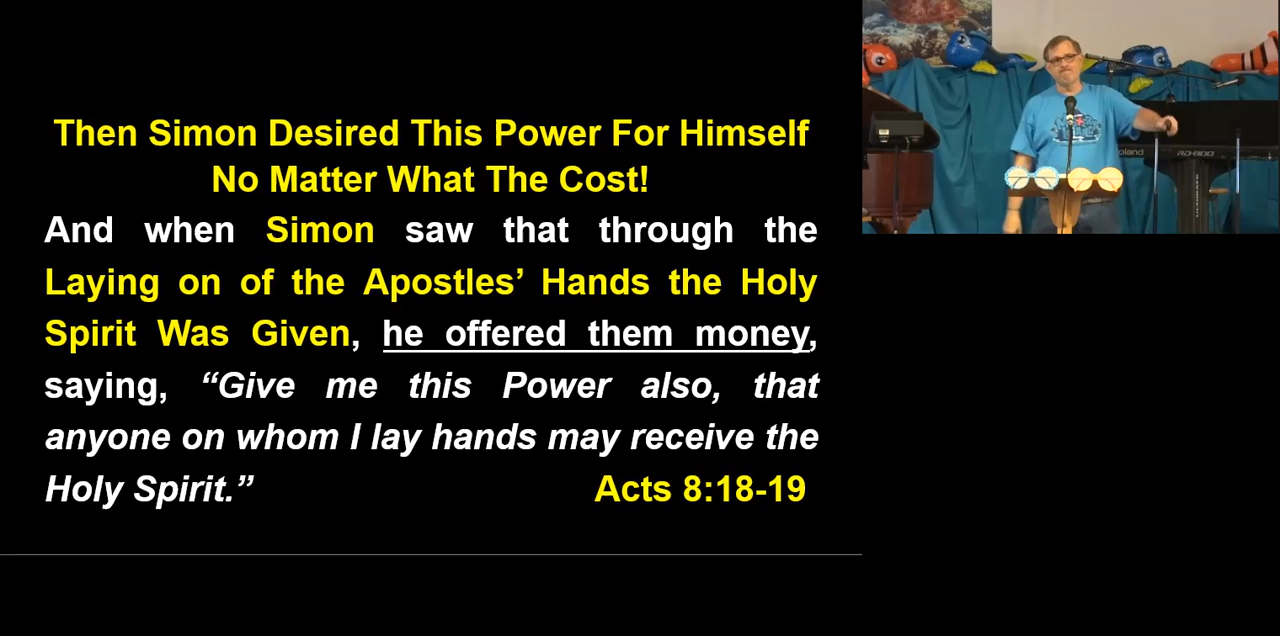 Then Simon Desired This Power For Himself
No Matter What The Cost!
And when Simon saw that through the
Laying on of the Apostles’ Hands the Holy
Spirit Was Given, he offered them money,
saying, “Give me this Power also, that
anyone on whom I lay hands may receive the
Holy Spirit.” Acts 8:18-19
Roland RD-800